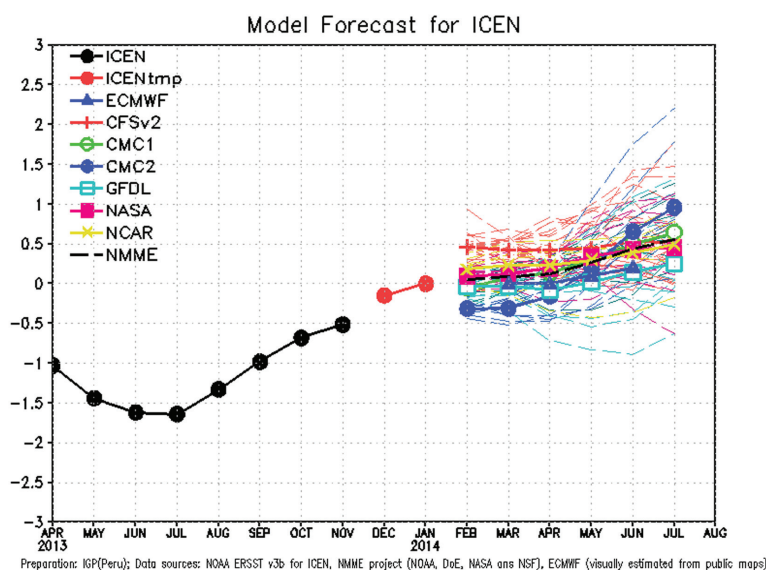 Model Forecast for ICEN
3
2.5
2
1.5
1
0.5
0
-0.5
-1
-1.5
-2
-2.5
-3
ICEN
ICENtmp
ECMWF
CFSv2
CMC1
CMC2
GFDL
NASA
NCAR
NMME
APR MAY JUN JUL AUG SEP OCT NOV DEC JAN FEB MAR APR MAY JUN JUL AUG
2013 2014
Preparation: IGP(Peru); Data sources: NOAA ERSST v3b for ICEN, NMME project (NOAA, DoE, NASA ans NSF), ECMWF (visually estimated from public maps)